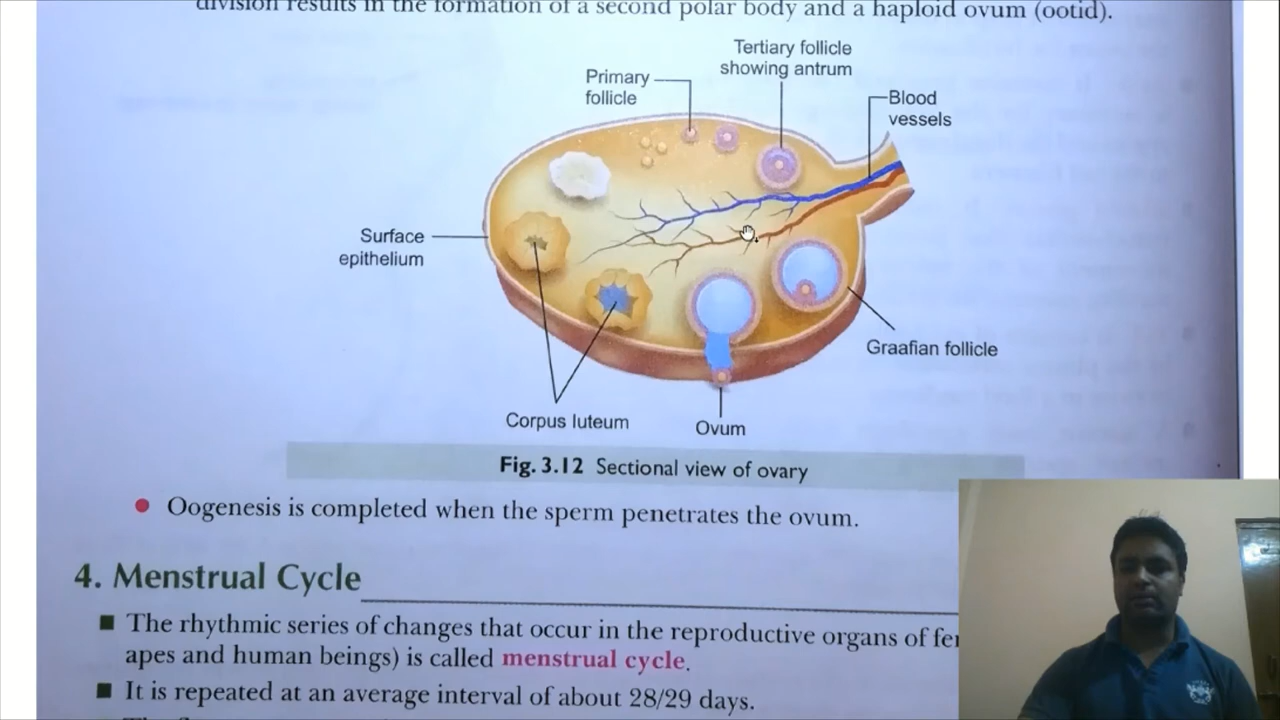 division results in the formation of a second polar body and a haploid ovum (ootid).
Tertiary follicle
showing antrum
Primary
follicle
Blood
vessels
Surface
epithelium
Graafian follicle
Corpus luteum
Ovum
Fig. 3.12 Sectional view of ovary
Oogenesis is completed when the sperm penetrates the ovum.
4. Menstrual Cycle
The rhythmic series of changes that occur in the reproductive organs of
apes and human beings) is called menstrual cycle.
It is repeated at an average interval of about 28/29 days.